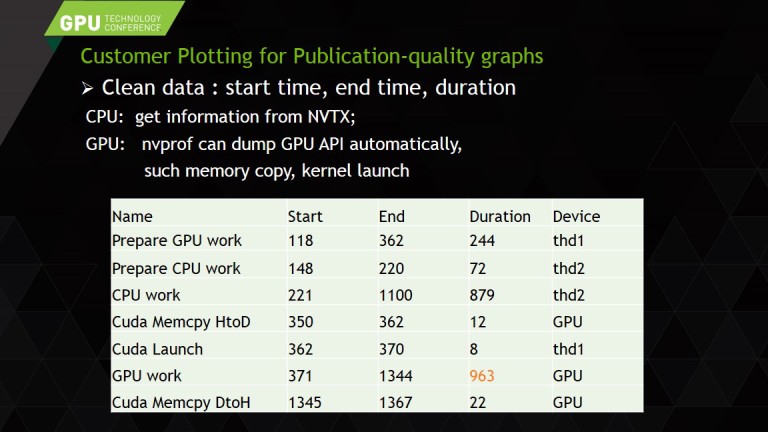 GPU TECHNOLOGY
CONFERENCE
Customer Plotting for Publication-quality graphs
➤ Clean data : start time, end time, duration
CPU: get information from NVTX;
GPU: nvprof can dump GPU API automatically,
such memory copy, kernel launch
Name Start End Duration Device
Prepare GPU work 118 362 244 thd1
Prepare CPU work 148 220 72 thd2
CPU work 221 1100 879 thd2
Cuda Memcpy HtoD 350 362 12 GPU
Cuda Launch 362 370 8 thd1
GPU work 371 1344 963 GPU
Cuda Memcpy DtoH 1345 1367 22 GPU